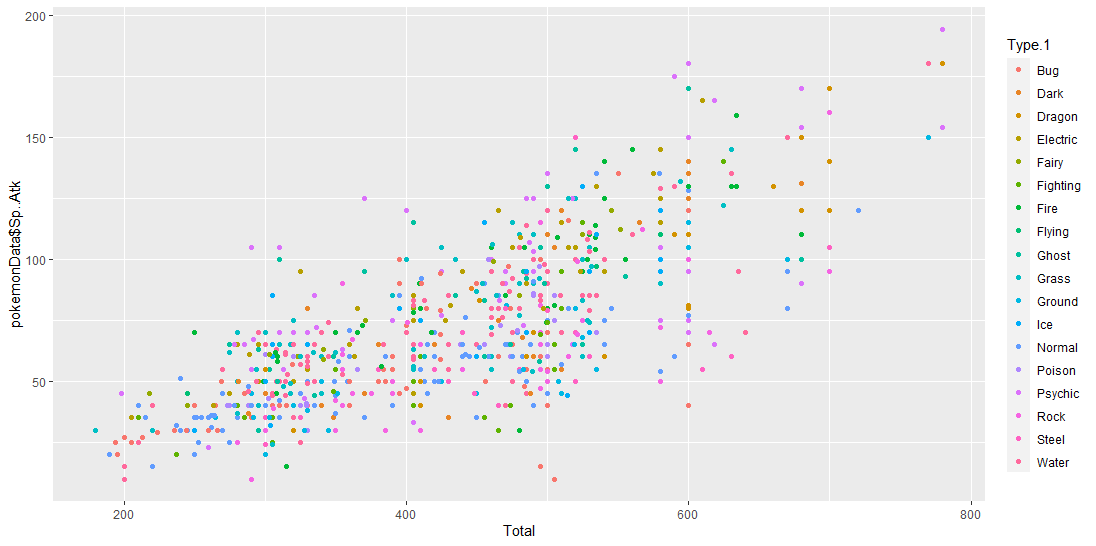 200
150
100
50
pokemonData$Sp..Atk
200
400
600
800
Total
Type.1
Bug
Dark
Dragon
Electric
Fairy
Fighting
Fire
Flying
Ghost
Grass
Ground
Ice
Normal
Poison
Psychic
Rock
Steel
Water